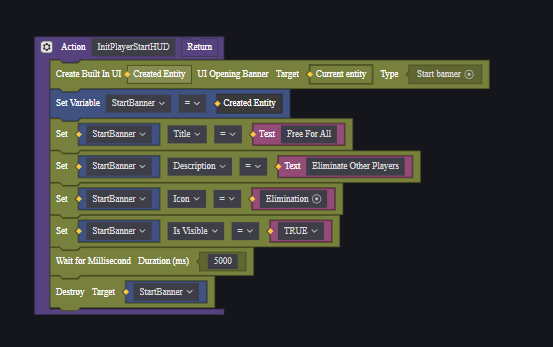 Action InitPlayerStartHUD Return
Create Built In UI Created Entity UI Opening Banner Target Current entity Type Start banner
Set Variable StartBanner = Created Entity
Set StartBanner Title = Text Free For All
Set StartBanner Description = Text Eliminate Other Players
Set StartBanner Icon = Elimination
Set StartBanner Is Visible = TRUE
Wait for Millisecond Duration (ms) 5000
Destroy Target StartBanner